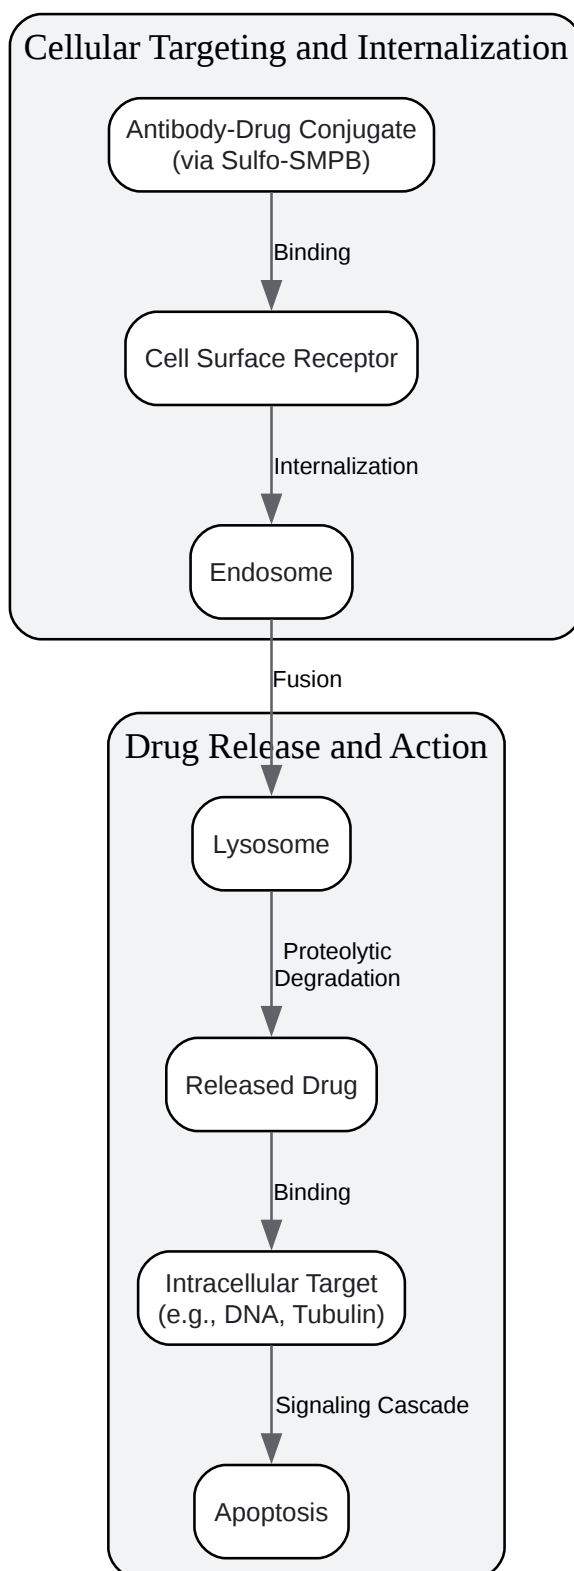 Cellular Targeting and Internalization
Antibody-Drug Conjugate
(via Sulfo-SMPB)
Binding
Cell Surface Receptor
Internalization
Endosome
Fusion
Drug Release and Action
Lysosome
Proteolytic
Degradation
Released Drug
Binding
Intracellular Target
(e.g., DNA, Tubulin)
Signaling Cascade
Apoptosis